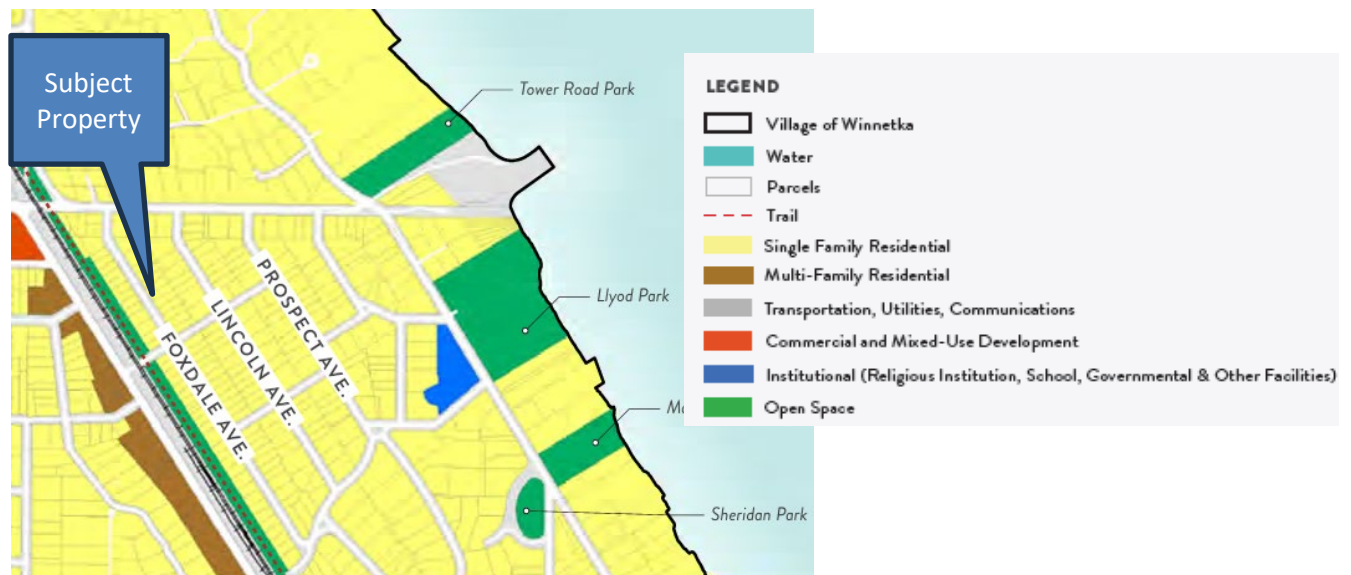 Subject
Property
Tower Road Park
PROSPECT AVE.
LINCOLN AVE.
FOXDALE AVE.
Llyod Park
Sheridan Park
LEGEND
Village of Winnetka
Water
Parcels
Trail
Single Family Residential
Multi-Family Residential
Transportation, Utilities, Communications
Commercial and Mixed-Use Development
Institutional (Religious Institution, School, Governmental & Other Facilities)
Open Space